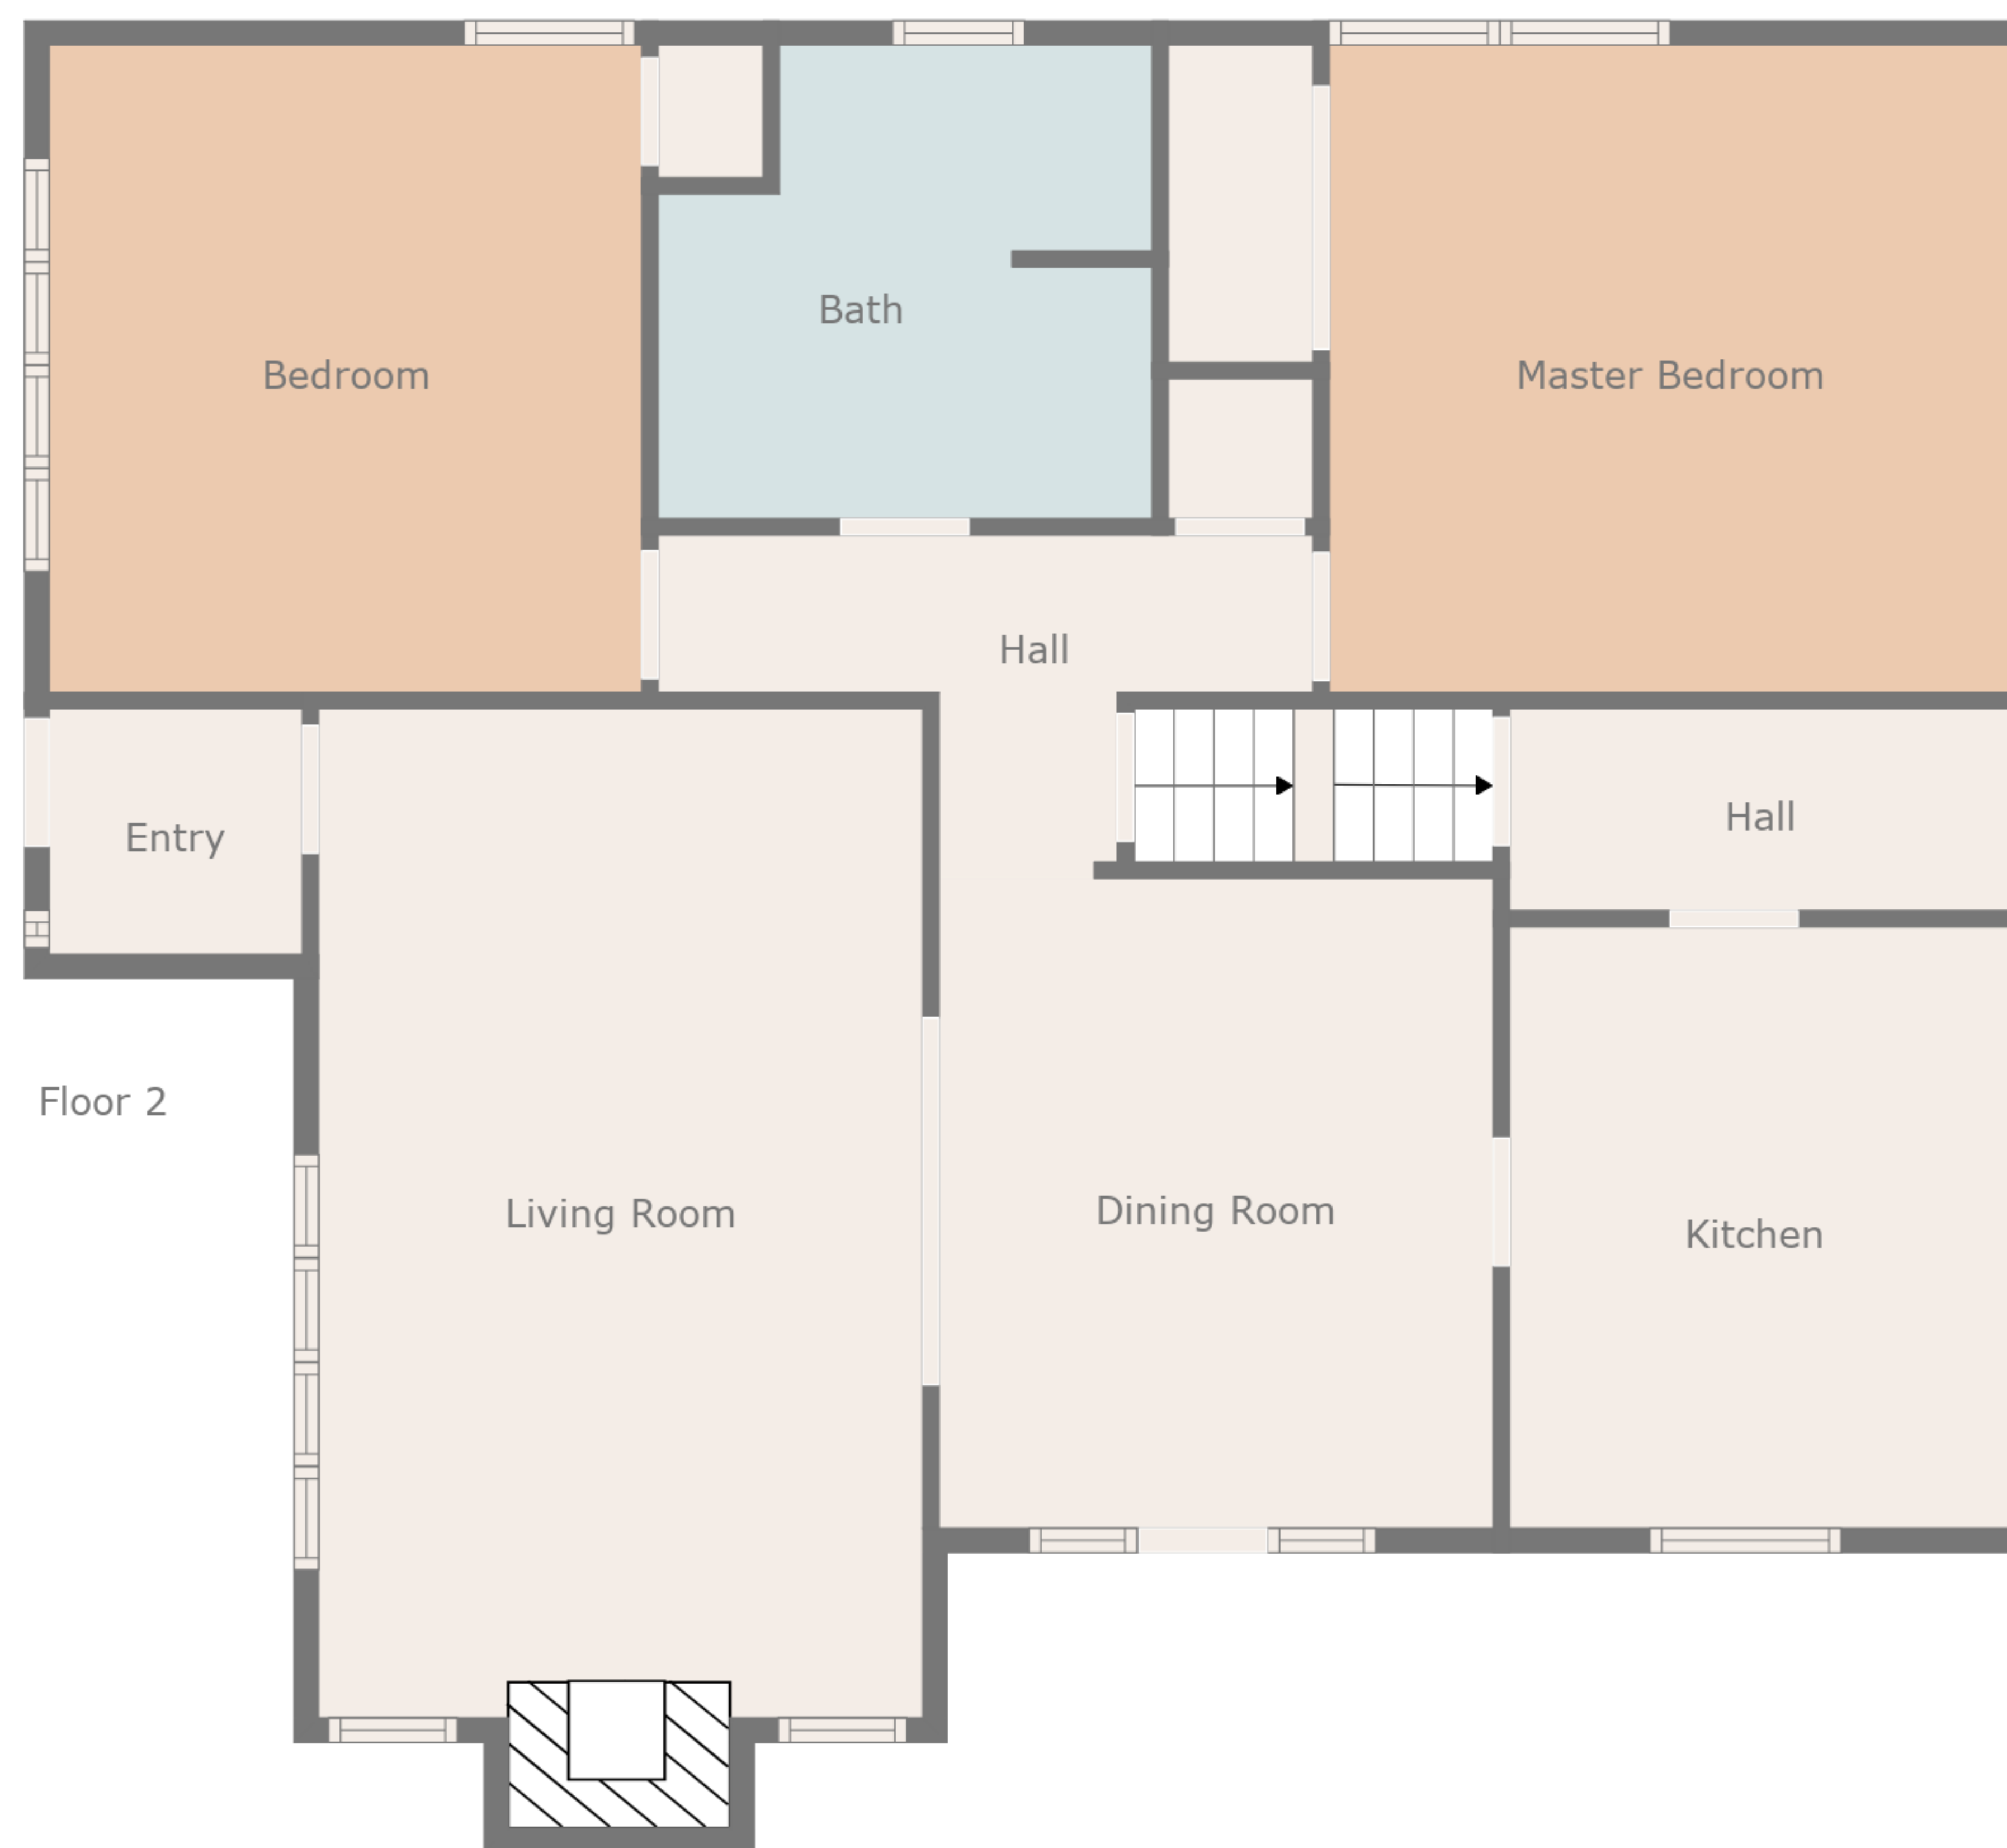 Bath
Bedroom
Master Bedroom
Hall
Hall
Entry
Floor 2
Living Room
Dining Room
Kitchen